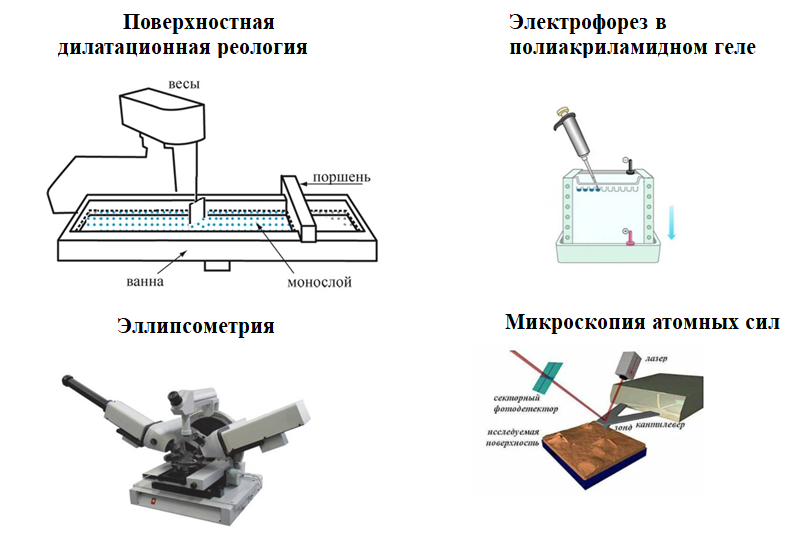 Поверхностная
дилатационная реология
весы
поршень
ванна
монослой
Электрофорез в
полиакриламидном геле
Эллипсометрия
Микроскопия атомных сил
лазер
секторный
фотодетектор
зонд
кантилевер
исследуемая
поверхность